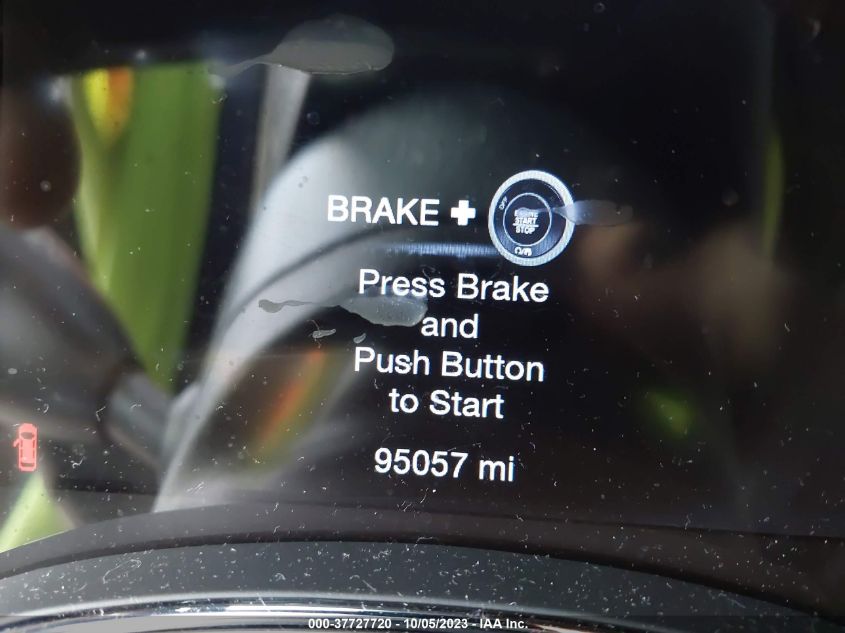 BRAKE +
ENGINE
START
STOP
Press Brake
and
Push Button
to Start
95057 mi
000-37727720 - 10/05/2023 - IAA Inc.